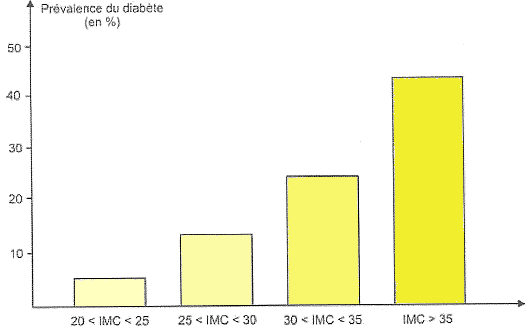 Prévalence du diabète
(en %)
50
40
30
20
10
20 < IMC < 25
25 < IMC < 30
30 < IMC < 35
IMC > 35